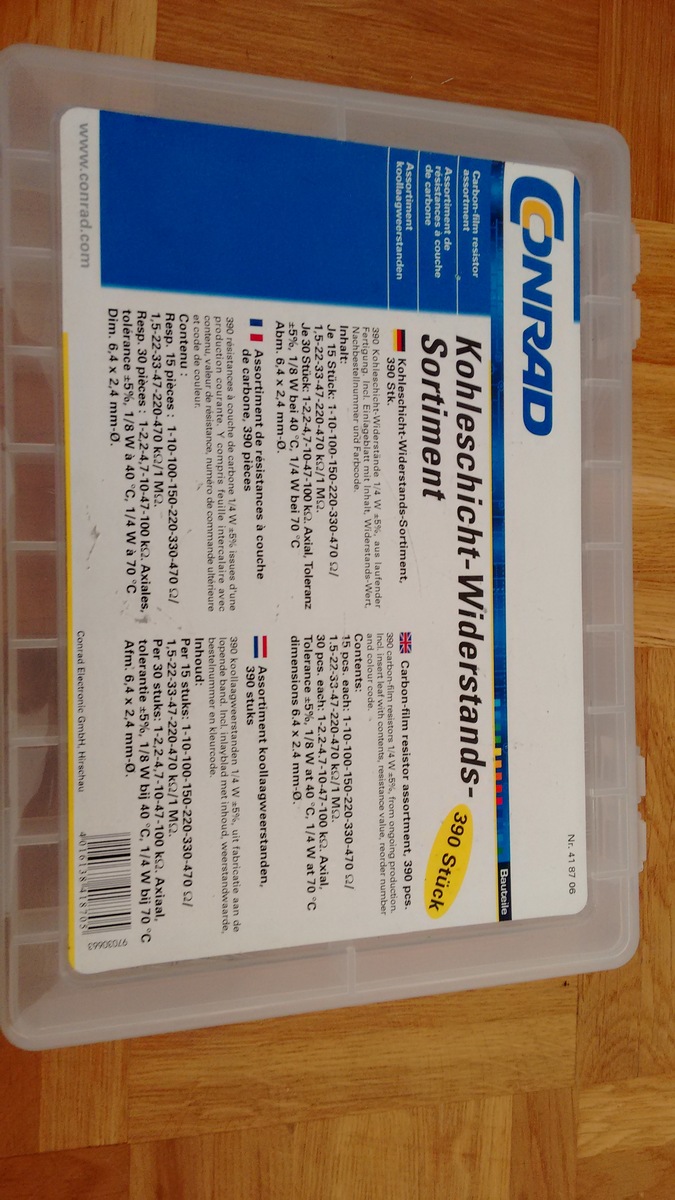 CONRAD
Nr. 41 87 06
Bauteile
Carbon-film resistor
assortment
Assortiment de
résistances à couche
de carbone
Assortiment
koollaagweerstanden
Kohleschicht-Widerstands-
Sortiment
390 Stück
Kohleschicht-Widerstands-Sortiment,
390 Stk.
390 Kohleschicht-Widerstände 1/4 W ±5%, aus laufender
Fertigung. Incl. Einlageblatt mit Inhalt, Widerstands-Wert,
Nachbestellnummer und Farbcode.
Inhalt:
Je 15 Stück: 1-10-100-150-220-330-470 Ω/
1,5-22-33-47-220-470 kΩ/1 MΩ.
Je 30 Stück: 1-2,2-4,7-10-47-100 kΩ. Axial, Toleranz
±5%, 1/8 W bei 40 °C, 1/4 W bei 70 °C
Abm. 6,4 x 2,4 mm-Ø.
Carbon-film resistor assortment, 390 pcs.
390 carbon-film resistors 1/4 W ±5%, from ongoing production.
Incl. insert leaf with contents, resistance value, reorder number
and colour code.
Contents:
15 pcs. each: 1-10-100-150-220-330-470 Ω/
1,5-22-33-47-220-470 kΩ/1 MΩ.
30 pcs. each: 1-2,2-4,7-10-47-100 kΩ. Axial,
Tolerance ±5%, 1/8 W at 40 °C, 1/4 W at 70 °C
dimensions 6.4 x 2.4 mm-Ø.
Assortiment de résistances à couche
de carbone, 390 pièces
390 résistances à couche de carbone 1/4 W ±5% issues d'une
production courante. Y compris feuille intercalaire avec
contenu, valeur de résistance, numéro de commande ultérieure
et code de couleur.
Contenu :
Resp. 15 pièces : 1-10-100-150-220-330-470 Ω/
1,5-22-33-47-220-470 kΩ/1 MΩ.
Resp. 30 pièces : 1-2,2-4,7-10-47-100 kΩ. Axiales,
tolérance ±5%, 1/8 W à 40 °C, 1/4 W à 70 °C
Dim. 6,4 x 2,4 mm-Ø.
Assortiment koollaagweerstanden,
390 stuks
390 koollaagweerstanden 1/4 W ±5%, uit fabricatie aan de
lopende band. Incl. inlayblad met inhoud, weerstandwaarde,
bestelnummer en kleurcode.
Inhoud:
Per 15 stuks: 1-10-100-150-220-330-470 Ω/
1,5-22-33-47-220-470 kΩ/1 MΩ.
Per 30 stuks: 1-2,2-4,7-10-47-100 kΩ. Axiaal,
tolerantie ±5%, 1/8 W bij 40 °C, 1/4 W bij 70 °C
Afm. 6,4 x 2,4 mm-Ø.
www.conrad.com
Conrad Electronic GmbH, Hirschau
4 016138 418705
97030663